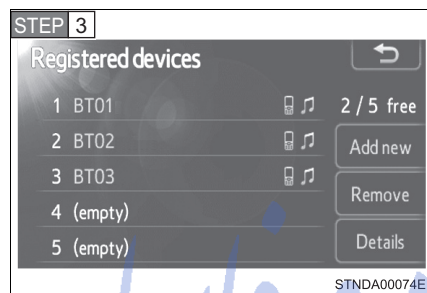 STEP 3
Registered devices
1 BT01
2 / 5 free
2 BT02
Add new
3 BT03
Remove
4 (empty)
5 (empty)
Details
STNDA00074E